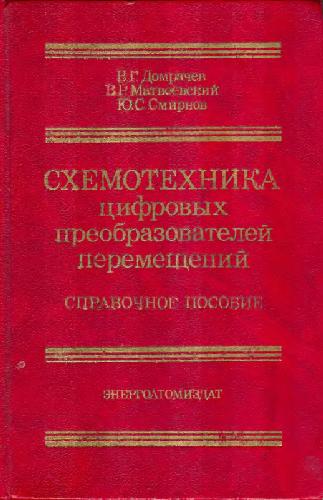 В.Г. Домрачев
В.Р. Матвеевский
Ю.С. Смирнов
СХЕМОТЕХНИКА
цифровых
преобразователей
перемещений
СПРАВОЧНОЕ ПОСОБИЕ
ЭНЕРГОАТОМИЗДАТ